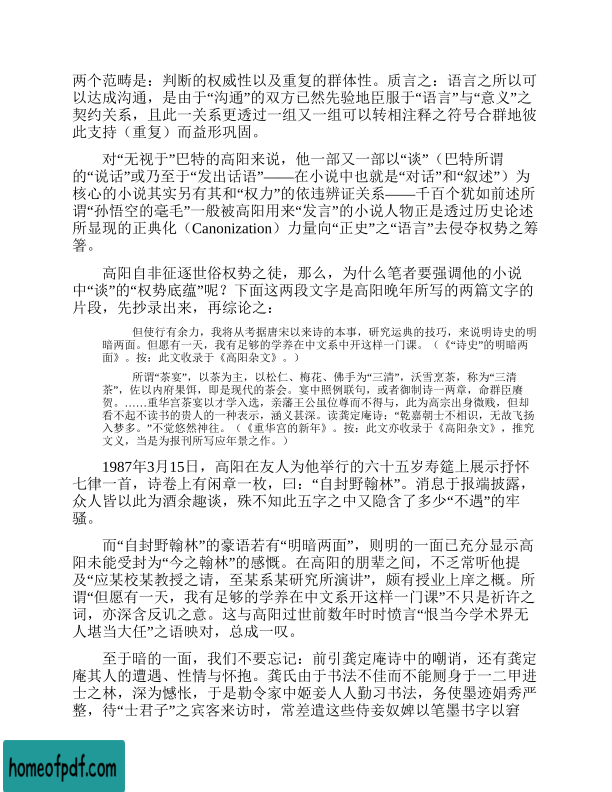 两个范畴是：判断的权威性以及重复的群体性。质言之：语言之所以可
以达成沟通，是由于“沟通”的双方已然先验地臣服于“语言”与“意义”之
契约关系，且此一关系更透过一组又一组可以转相注释之符号合群地彼
此支持（重复）而益形巩固。
对“无视于”巴特的高阳来说，他一部又一部以“谈”（巴特所谓
的“说话”或乃至于“发出话语”——在小说中也就是“对话”和“叙述”）为
核心的小说其实另有其和“权力”的依违辨证关系——千百个犹如前述所
谓“孙悟空的毫毛”一般被高阳用来“发言”的小说人物正是透过历史论述
所显现的正典化（Canonization）力量向“正史”之“语言”去侵夺权势之筹
箸。
高阳自非征逐世俗权势之徒，那么，为什么笔者要强调他的小说
中“谈”的“权势底蕴”呢？下面这两段文字是高阳晚年所写的两篇文字的
片段，先抄录出来，再综论之：
但使行有余力，我将从考据唐宋以来诗的本事，研究运典的技巧，来说明诗史的明
暗两面。但愿有一天，我有足够的学养在中文系中开这样一门课。（《“诗史”的明暗两
面》。按：此文收录于《高阳杂文》。）
所谓“茶宴”，以茶为主，以松仁、梅花、佛手为“三清”，沃雪烹茶，称为“三清
茶”，佐以内府果饵，即是现代的茶会。宴中照例联句，或者御制诗一两章，命群臣赓
贺。……重华宫茶宴以才学入选，亲藩王公虽位尊而不得与，此为高宗出身微贱，但却
看不起不读书的贵人的一种表示，涵义甚深。读龚定庵诗：“乾嘉朝士不相识，无故飞扬
入梦多。”不觉悠然神往。（《重华宫的新年》。按：此文亦收录于《高阳杂文》，推究
文义，当是为报刊所写应年景之作。）
1987年3月15日，高阳在友人为他举行的六十五岁寿筵上展示抒怀
七律一首，诗卷上有闲章一枚，曰：“自封野翰林”。消息于报端披露，
众人皆以此为酒余趣谈，殊不知此五字之中又隐含了多少“不遇”的牢
骚。
而“自封野翰林”的豪语若有“明暗两面”，则明的一面已充分显示高
阳未能受封为“今之翰林”的感慨。在高阳的朋辈之间，不乏常听他提
及“应某校某教授之请，至某系某研究所演讲”，颇有授业上庠之概。所
谓“但愿有一天，我有足够的学养在中文系开这样一门课”不只是祈许之
词，亦深含反讥之意。这与高阳过世前数年时时愤言“恨当今学术界无
人堪当大任”之语映对，总成一叹。
至于暗的一面，我们不要忘记：前引龚定庵诗中的嘲诮，还有龚定
庵其人的遭遇、性情与怀抱。龚氏由于书法不佳而不能厕身于一二甲进
士之林，深为憾怅，于是勒令家中姬妾人人勤习书法，务使墨迹娟秀严
整，待“士君子”之宾客来访时，常差遣这些侍妾奴婢以笔墨书字以窘
homeofpdf.com